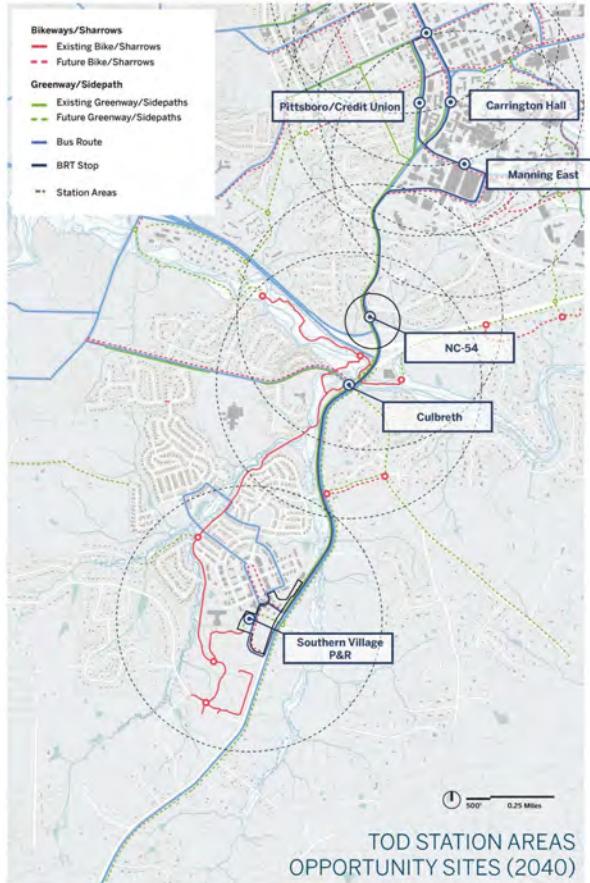 Bikeways/Sharrows
Existing Bike/Sharrows
Future Bike/Sharrows
Greenway/Sidepath
Existing Greenway/Sidepaths
Future Greenway/Sidepaths
Bus Route
BRT Stop
Station Areas
Pittsboro/Credit Union
Carrington Hall
Manning East
NC-54
Culbreth
Southern Village
P&R
500'
0.25 Miles
TOD STATION AREAS
OPPORTUNITY SITES (2040)